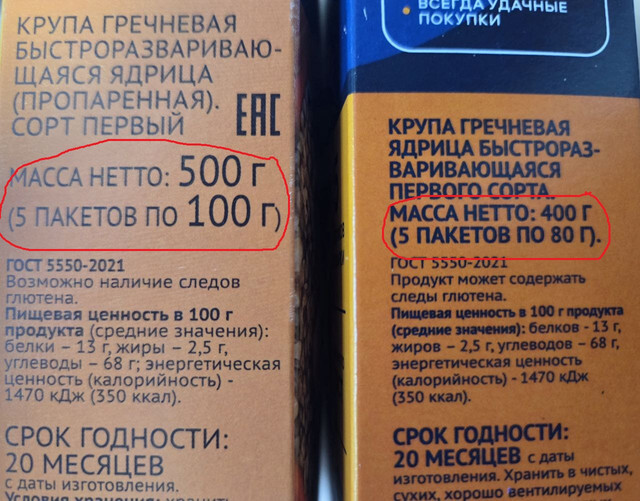 КРУПА ГРЕЧНЕВАЯ
БЫСТРОРАЗВАРИВАЮ-
ЩАЯСЯ ЯДРИЦА
(ПРОПАРЕННАЯ).
СОРТ ПЕРВЫЙ
EAC
МАССА НЕТТО: 500 Г
(5 ПАКЕТОВ ПО 100 Г)
ГОСТ 5550-2021
Возможно наличие следов
глютена.
Пищевая ценность в 100 г
продукта (средние значения):
белки – 13 г, жиры – 2,5 г,
углеводы – 68 г; энергетическая
ценность (калорийность) -
1470 кДж (350 ккал).
СРОК ГОДНОСТИ:
20 МЕСЯЦЕВ
с даты изготовления.
Условия хранения: хранить
ВСЕГДА УДАЧНЫЕ
ПОКУПКИ
КРУПА ГРЕЧНЕВАЯ
ЯДРИЦА БЫСТРОРАЗ-
ВАРИВАЮЩАЯСЯ
ПЕРВОГО СОРТА.
МАССА НЕТТО: 400 Г
(5 ПАКЕТОВ ПО 80 Г).
ГОСТ 5550-2021
Продукт может содержать
следы глютена.
Пищевая ценность в 100 г продукта
(средние значения): белков - 13 г,
жиров – 2,5 г, углеводов – 68 г,
энергетическая ценность
(калорийность) - 1470 кДж
(350 ккал).
СРОК ГОДНОСТИ:
20 МЕСЯЦЕВ с даты
изготовления. Хранить в чистых,
сухих, хорошо вентилируемых